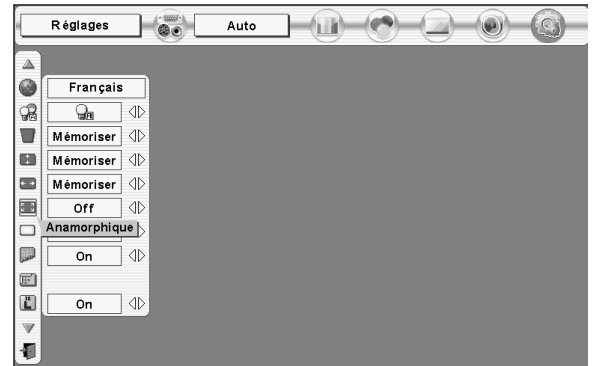 Réglages
Auto
Français
Mémoriser
Mémoriser
Mémoriser
Off
Anamorphique
On
On